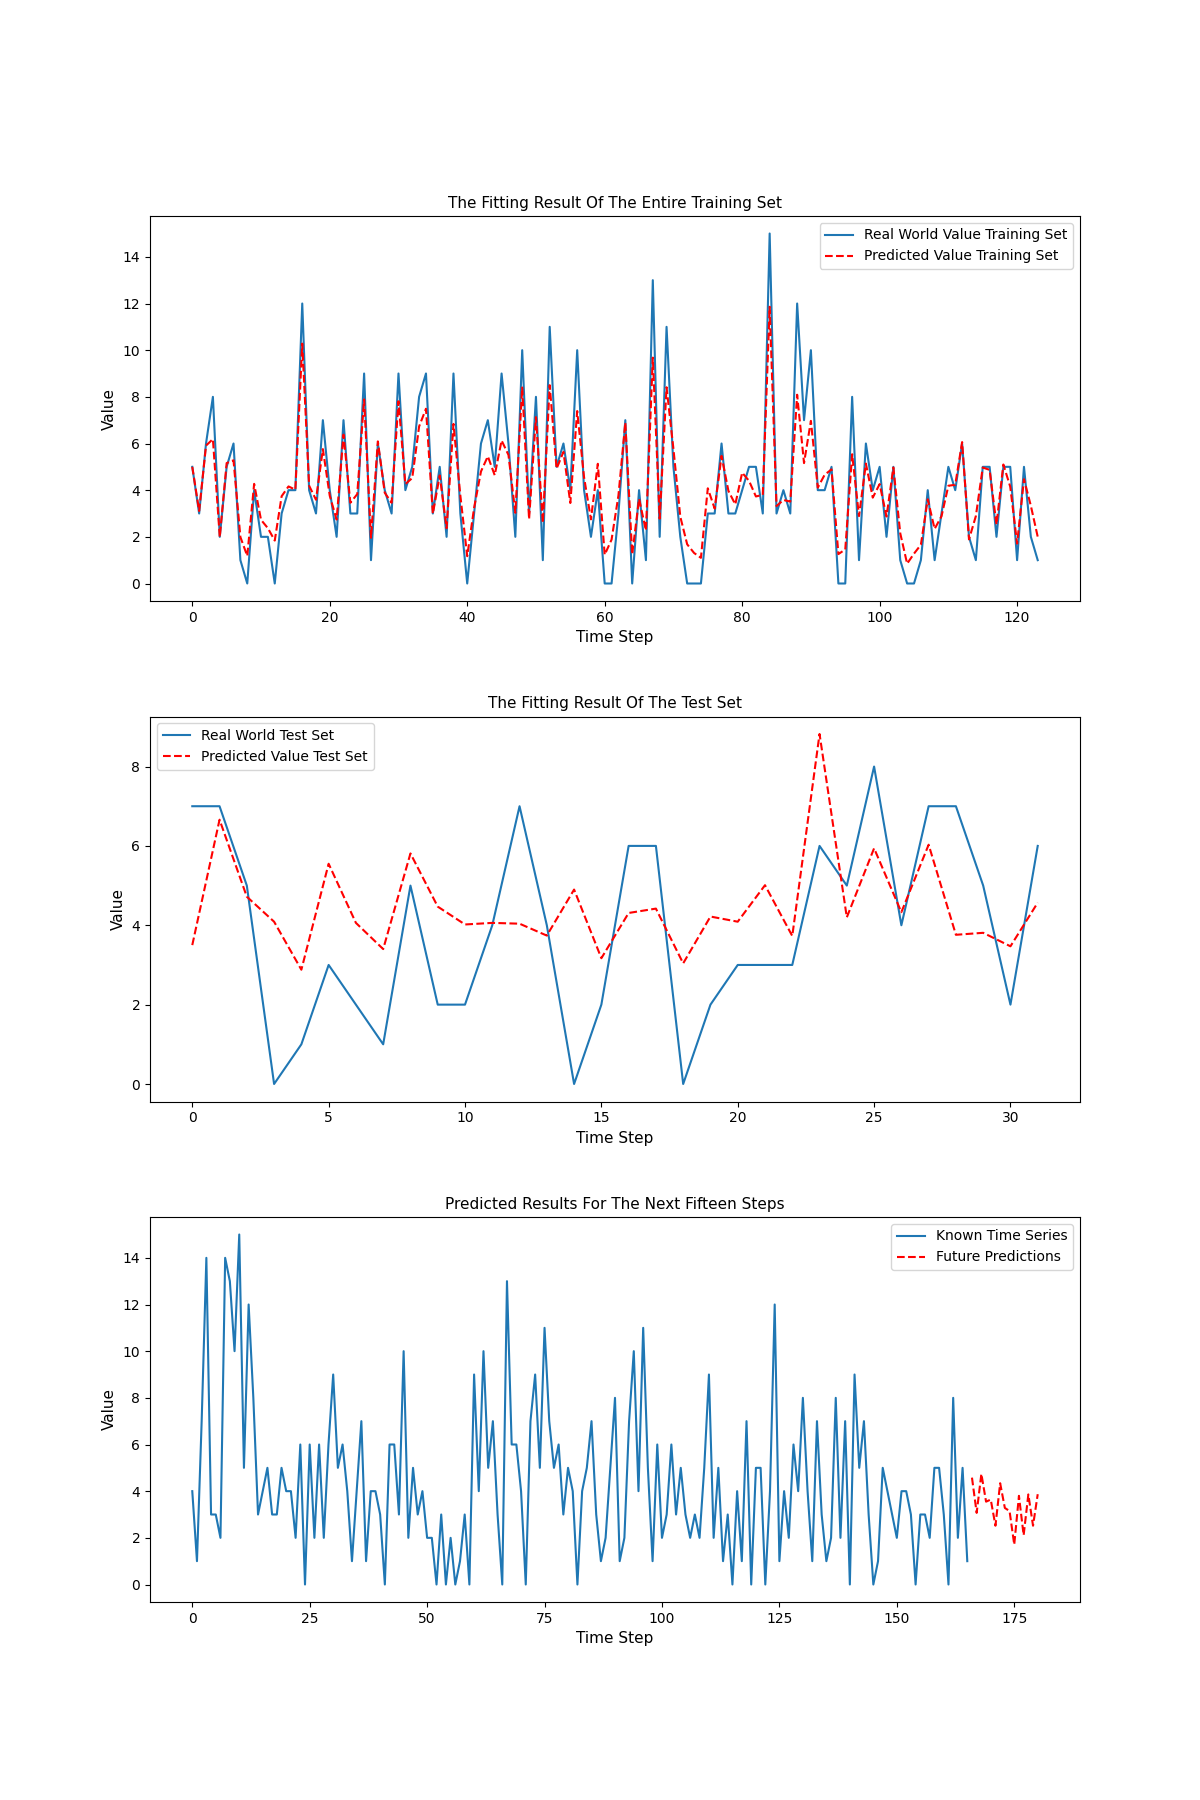 The Fitting Result Of The Entire Training Set
Real World Value Training Set
Predicted Value Training Set
Value
14
12
10
8
6
4
2
0
0 20 40 60 80 100 120
Time Step
The Fitting Result Of The Test Set
Real World Test Set
Predicted Value Test Set
Value
8
6
4
2
0
0 5 10 15 20 25 30
Time Step
Predicted Results For The Next Fifteen Steps
Known Time Series
Future Predictions
Value
14
12
10
8
6
4
2
0
0 25 50 75 100 125 150 175
Time Step